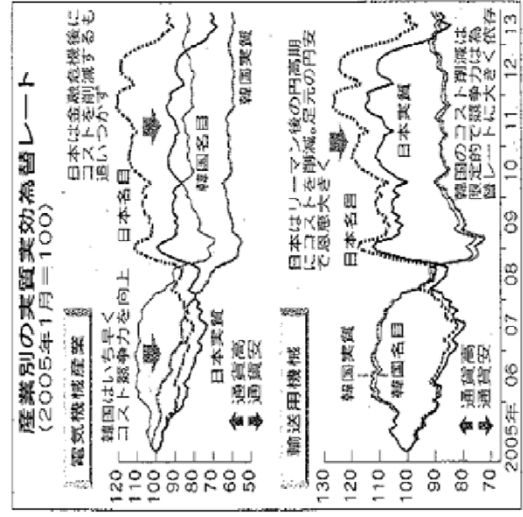 産業別の実質実効為替レート
(2005年1月＝100)
電気機械産業
韓国はいち早く
コスト競争力を向上
日本は金融危機後に
コストを削減するも
追いつかず
日本名目
韓国名目
韓国実質
日本実質
通貨高
通貨安
120
110
100
90
80
70
60
50
輸送用機械
日本はリーマン後の円高期
にコストを削減。足元の円安
で恩恵大きく
日本名目
日本実質
韓国実質
韓国名目
韓国のコスト削減は
限定的で競争力は為
替レートに大きく依存
通貨高
通貨安
130
120
110
100
90
80
70
2005年 06 07 08 09 10 11 12 13